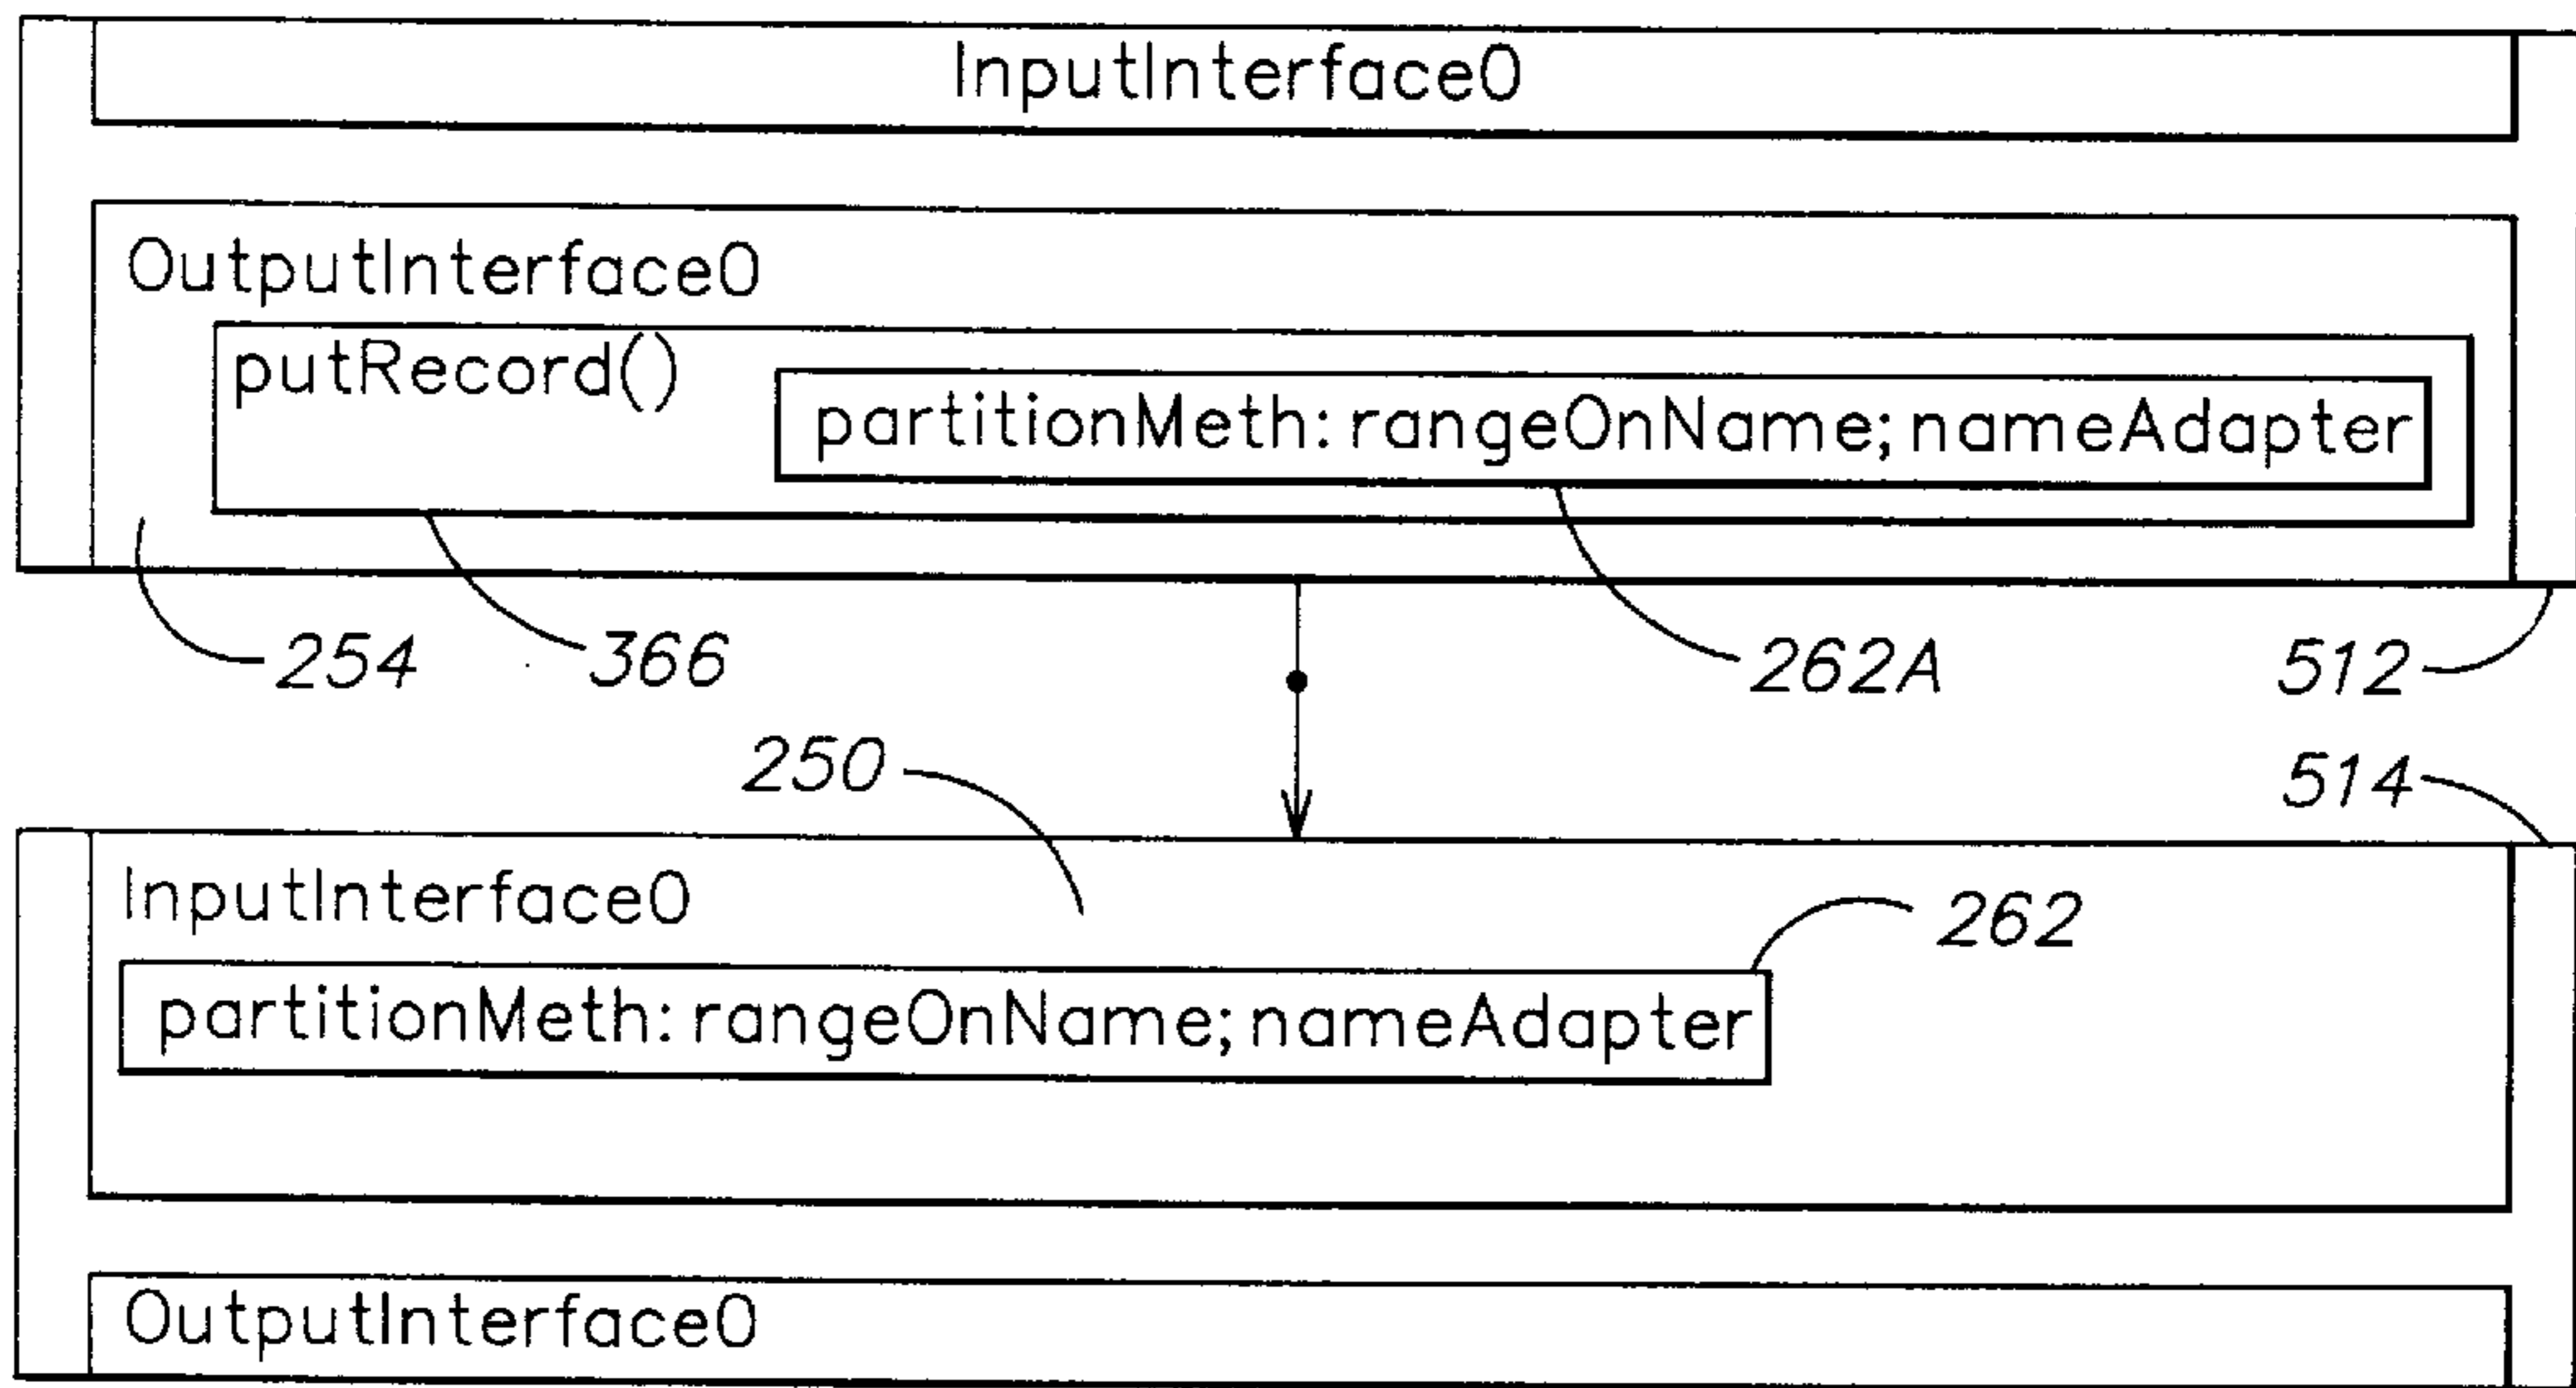 InputInterface0
OutputInterface0
putRecord()
partitionMeth: rangeOnName; nameAdapter
254
366
262A
512
250
514
InputInterface0
262
partitionMeth: rangeOnName; nameAdapter
OutputInterface0